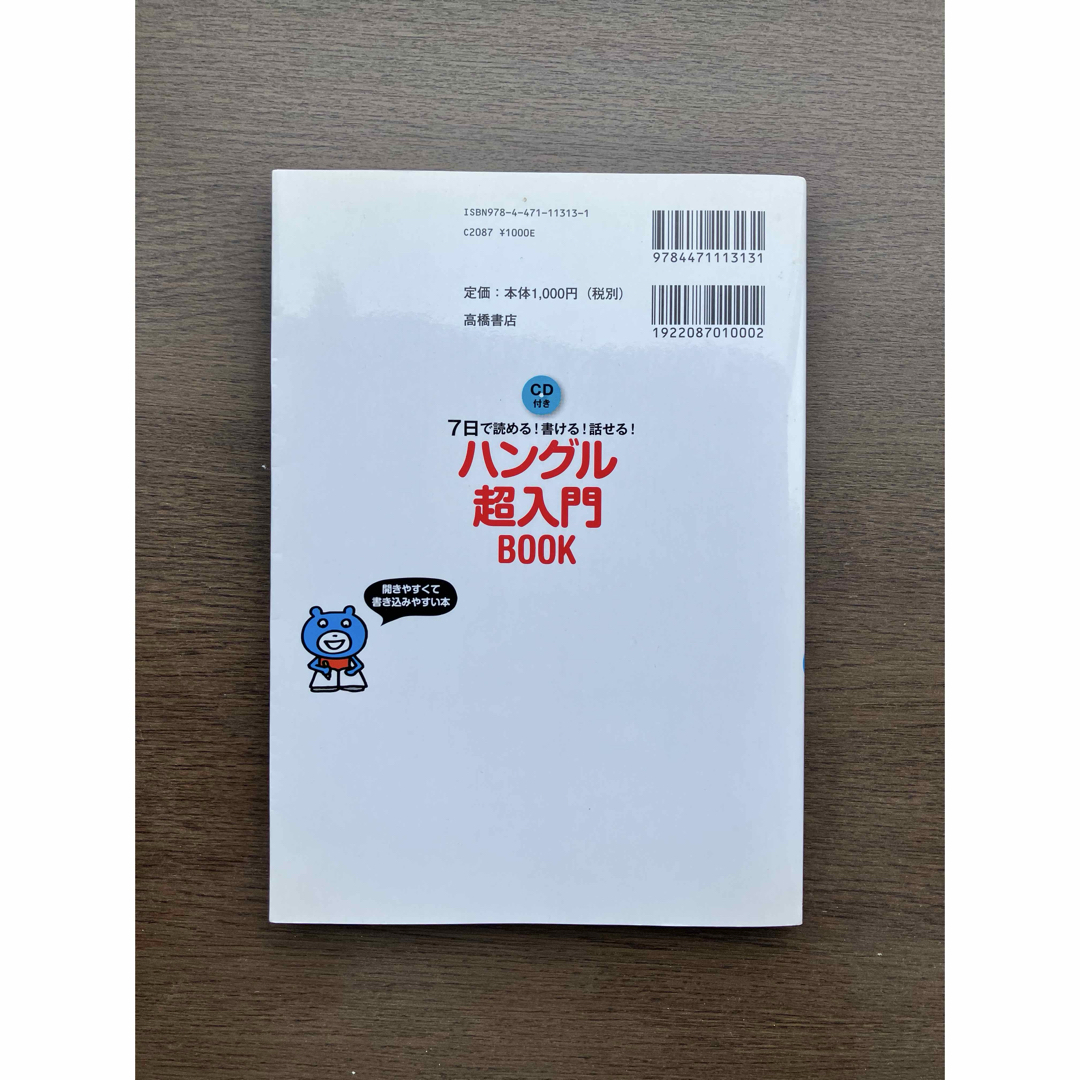 ISBN978-4-471-11313-1
C2087 ¥1000E
9784471113131
定価：本体1,000円（税別）
高橋書店
1922087010002
CD
付き
7日で読める！書ける！話せる！
ハングル
超入門
BOOK
開きやすくて
書き込みやすい本